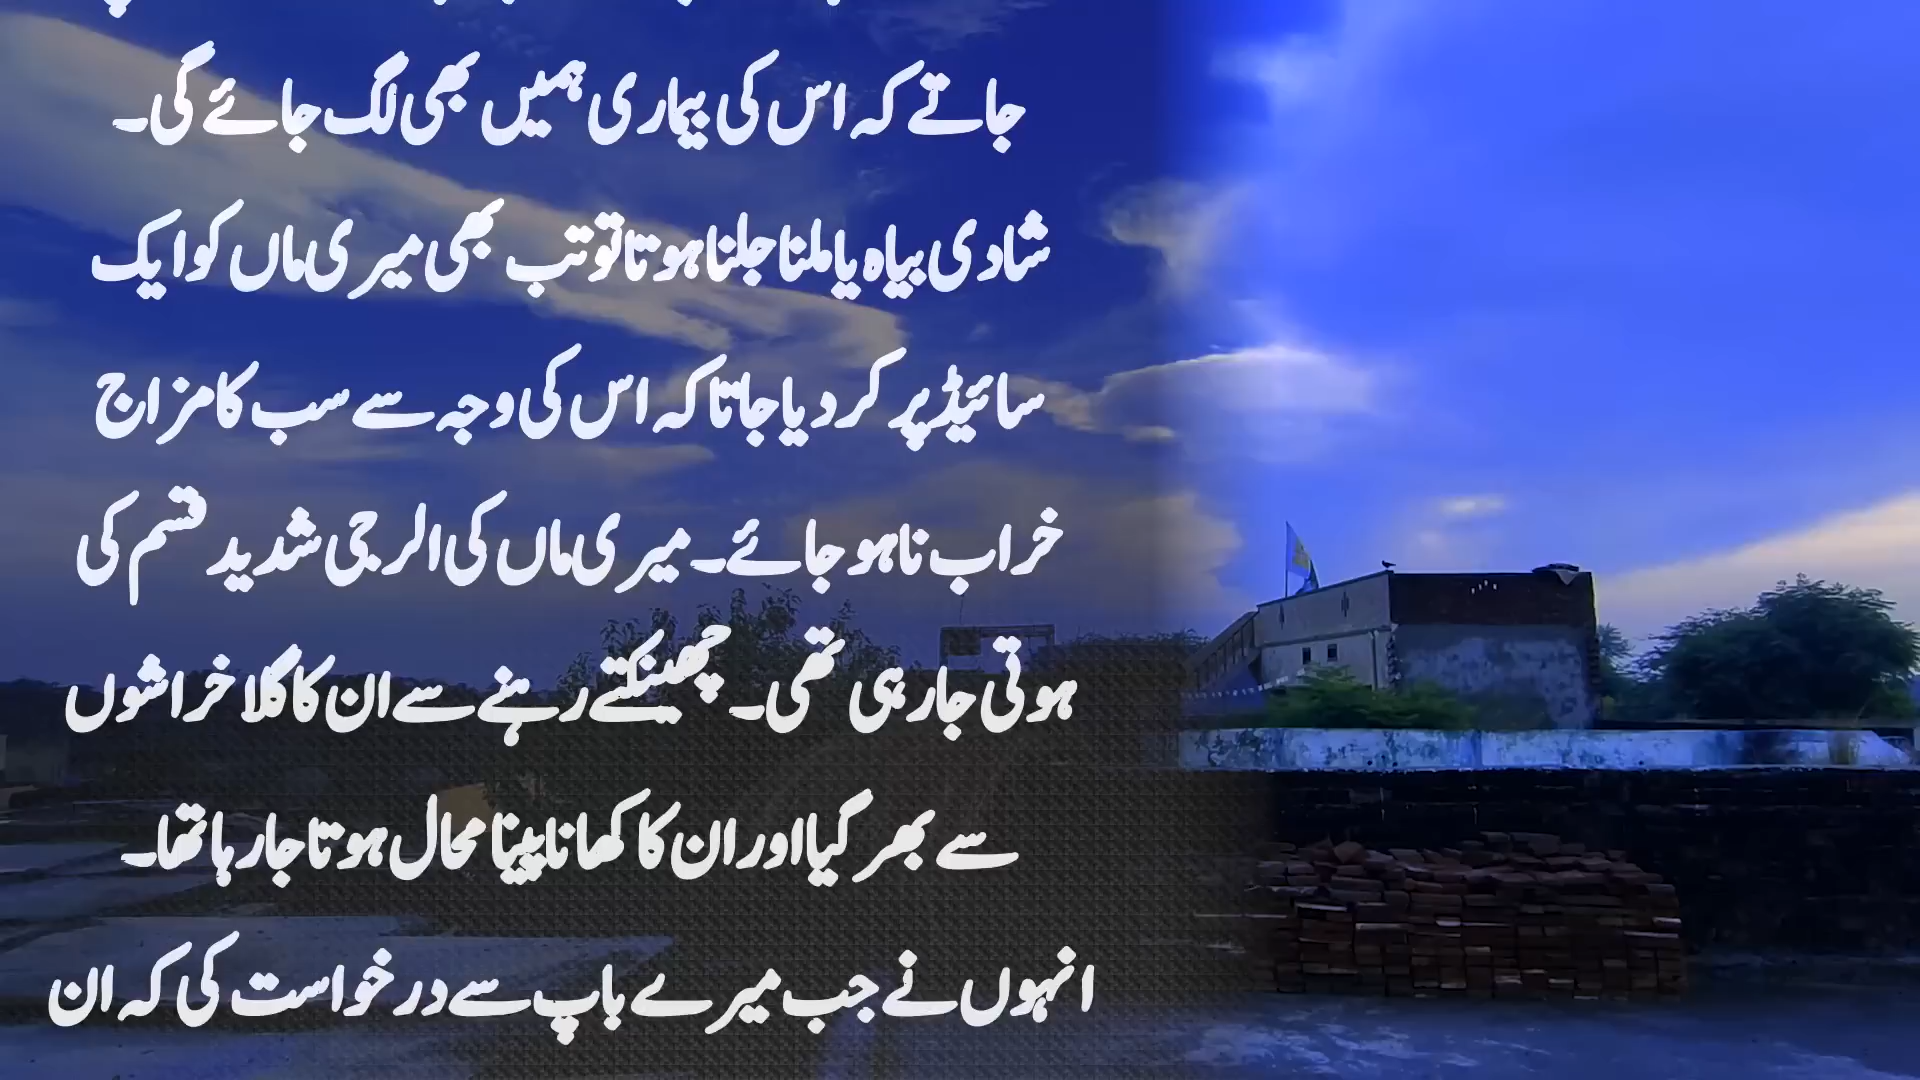 جاتے کہ اس کی بیماری ہمیں بھی لگ جائے گی۔
شادی بیاہ یا ملنا جلنا ہوتا تو تب بھی میری ماں کو ایک
سائیڈ پر کر دیا جاتا کہ اس کی وجہ سے سب کا مزاج
خراب نا ہو جائے۔ میری ماں کی الرجی شدید قسم کی
ہوتی جا رہی تھی۔ چھینکتے رہنے سے ان کا گلا خراشوں
سے بھر گیا اور ان کا کھانا پینا محال ہوتا جا رہا تھا۔
انہوں نے جب میرے باپ سے درخواست کی کہ ان